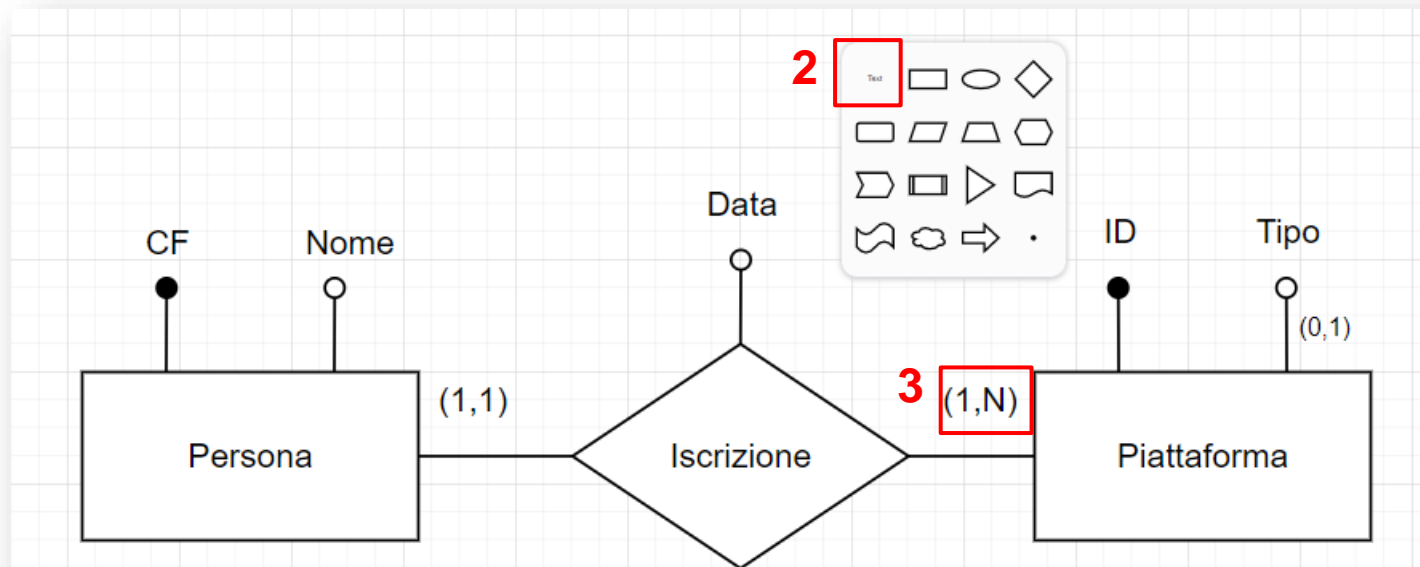 2
Text
Data
CF
Nome
ID
Tipo
(0,1)
(1,1)
3
(1,N)
Persona
Iscrizione
Piattaforma